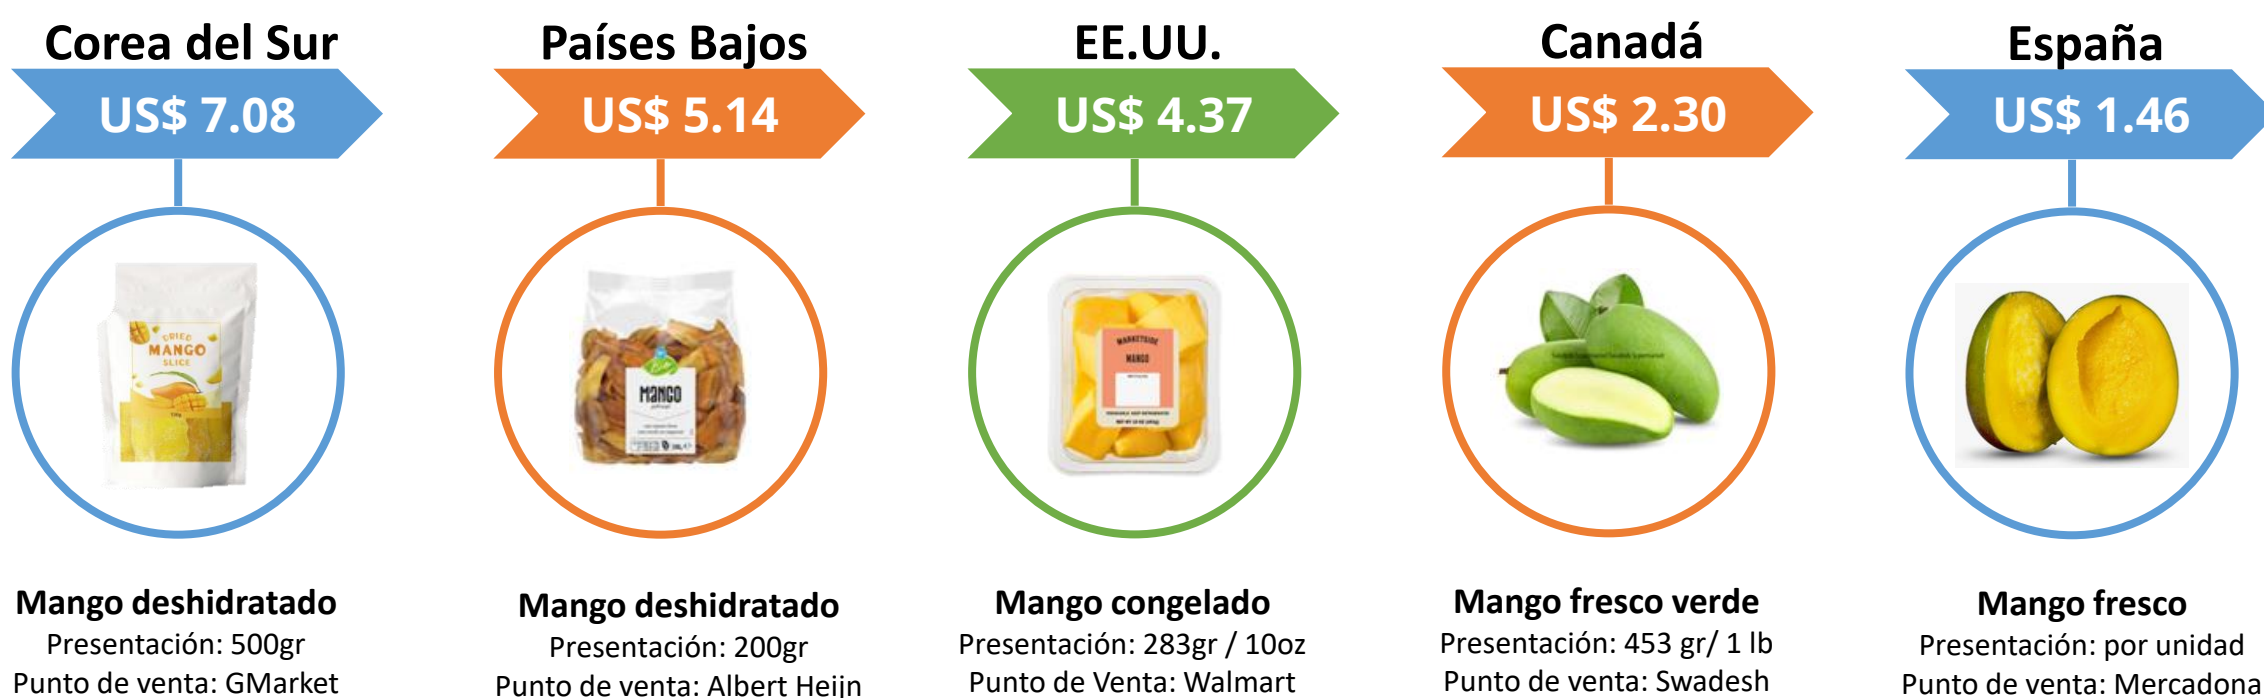 Corea del Sur
US$ 7.08
DRIED
MANGO
SLICE
Mango deshidratado
Presentación: 500gr
Punto de venta: GMarket
Países Bajos
US$ 5.14
Bio
MANGO
Mango deshidratado
Presentación: 200gr
Punto de venta: Albert Heijn
EE.UU.
US$ 4.37
MARKETSIDE
MANGO
Mango congelado
Presentación: 283gr / 10oz
Punto de Venta: Walmart
Canadá
US$ 2.30
Mango fresco verde
Presentación: 453 gr/ 1 lb
Punto de venta: Swadesh
España
US$ 1.46
Mango fresco
Presentación: por unidad
Punto de venta: Mercadona